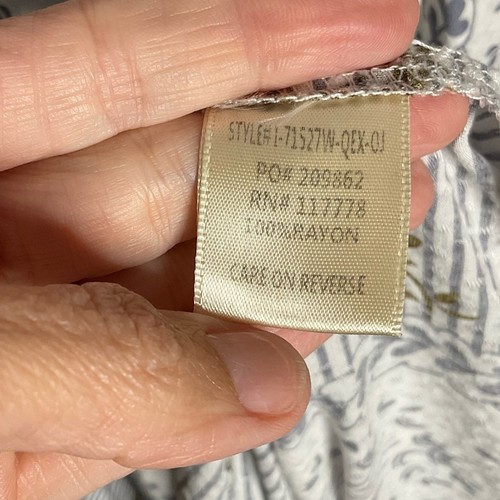 STYLE# I-71527W-QEX-OJ
PO# 209862
RN# 117778
100%RAYON
CARE ON REVERSE